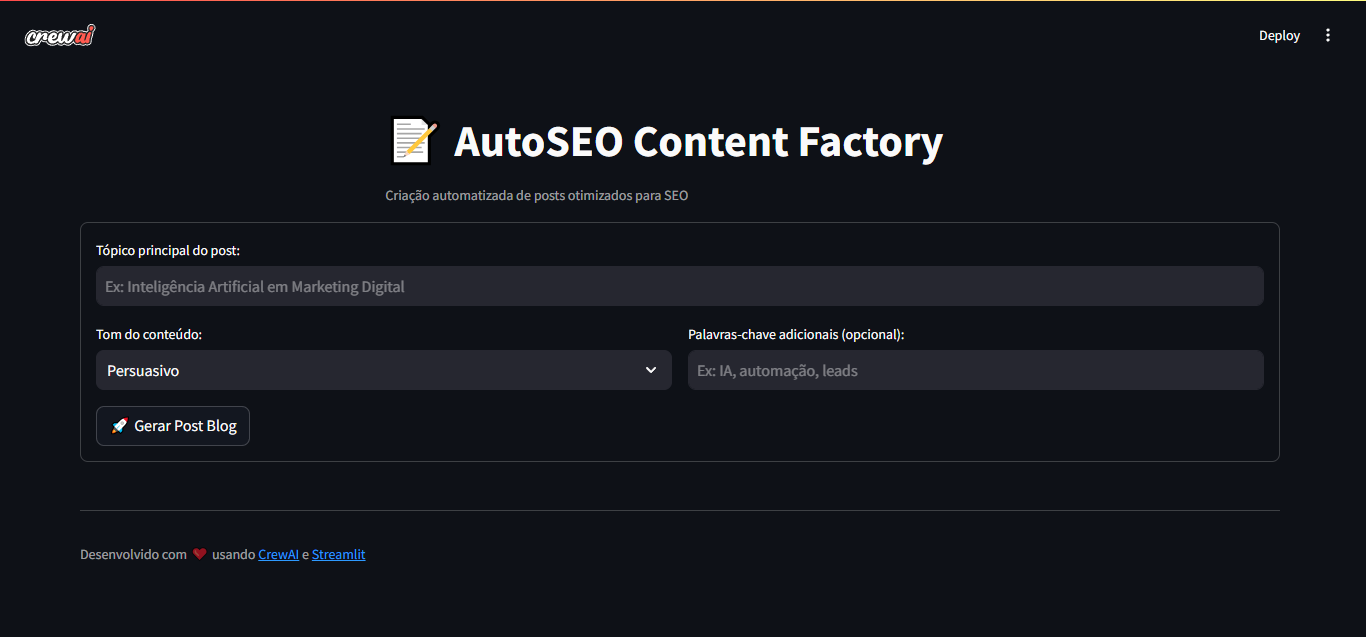 crewai
Deploy
AutoSEO Content Factory
Criação automatizada de posts otimizados para SEO
Tópico principal do post:
Ex: Inteligência Artificial em Marketing Digital
Tom do conteúdo:
Persuasivo
Palavras-chave adicionais (opcional):
Ex: IA, automação, leads
Gerar Post Blog
Desenvolvido com ❤ usando CrewAI e Streamlit